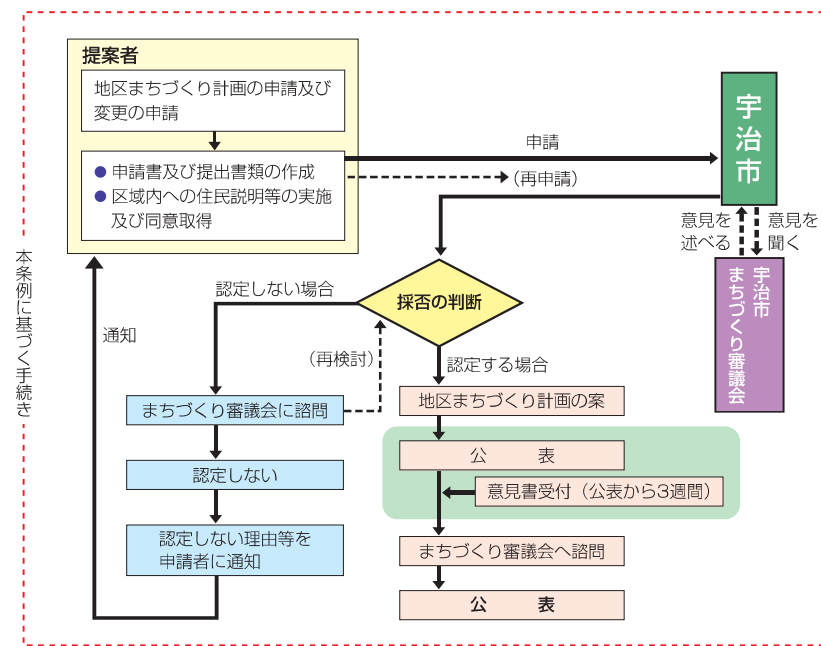 提案者
地区まちづくり計画の申請及び
変更の申請
● 申請書及び提出書類の作成
● 区域内への住民説明等の実施
及び同意取得
申請
(再申請)
宇治市
意見を
述べる
意見を
聞く
宇治市
まちづくり審議会
本条例に基づく手続き
採否の判断
認定しない場合
通知
(再検討)
認定する場合
まちづくり審議会に諮問
認定しない
認定しない理由等を
申請者に通知
地区まちづくり計画の案
公　表
意見書受付（公表から3週間）
まちづくり審議会へ諮問
公　表